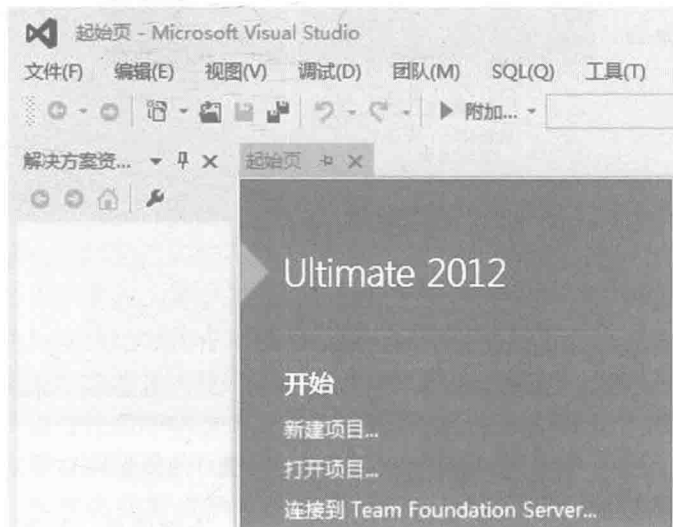 起始页 - Microsoft Visual Studio
文件(F) 编辑(E) 视图(V) 调试(D) 团队(M) SQL(Q) 工具(T)
附加...
解决方案资... 起始页
Ultimate 2012
开始
新建项目...
打开项目...
连接到 Team Foundation Server...